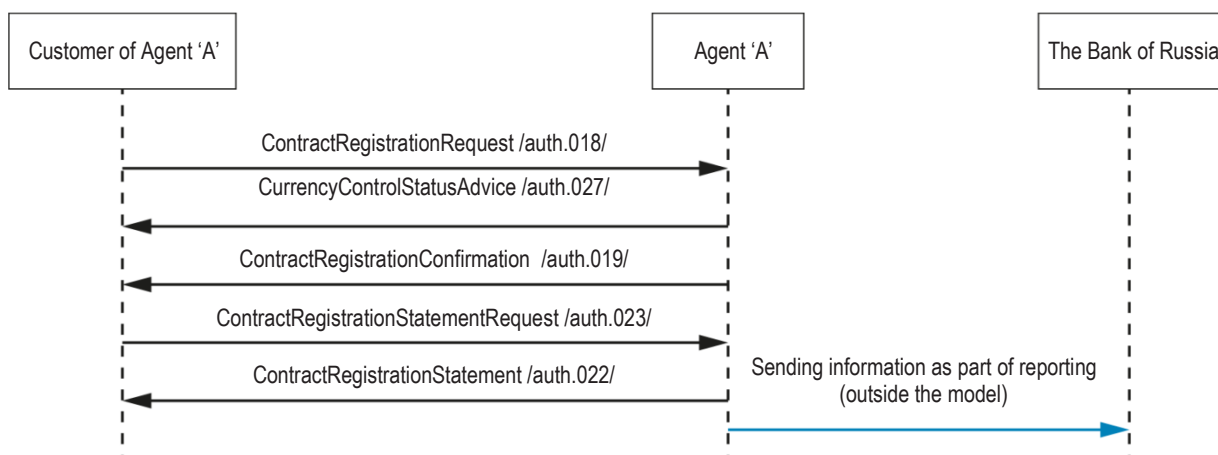 Customer of Agent ‘A’
Agent ‘A’
The Bank of Russia
ContractRegistrationRequest /auth.018/
CurrencyControlStatusAdvice /auth.027/
ContractRegistrationConfirmation /auth.019/
ContractRegistrationStatementRequest /auth.023/
ContractRegistrationStatement /auth.022/
Sending information as part of reporting
(outside the model)